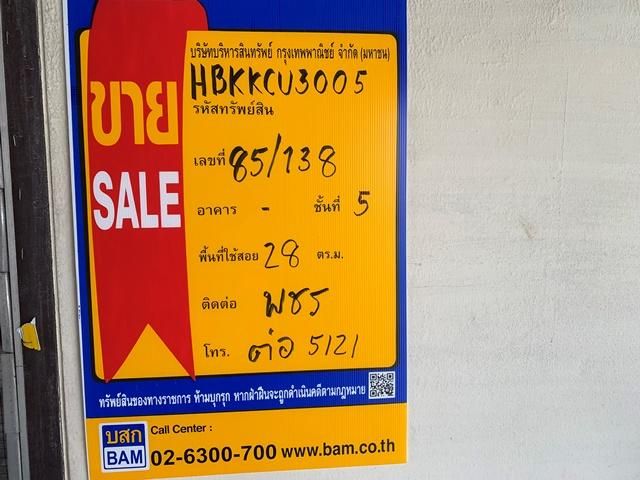 บริษัทบริหารสินทรัพย์ กรุงเทพพาณิชย์ จำกัด (มหาชน)
HBKKCU3005
รหัสทรัพย์สิน
ขาย
SALE
เลขที่ 85/138
อาคาร - ชั้นที่ 5
พื้นที่ใช้สอย 28 ตร.ม.
ติดต่อ พชร
โทร. ต่อ 5121
ทรัพย์สินของทางราชการ ห้ามบุกรุก หากฝ่าฝืนจะถูกดำเนินคดีตามกฎหมาย
บสก
BAM
Call Center :
02-6300-700 www.bam.co.th